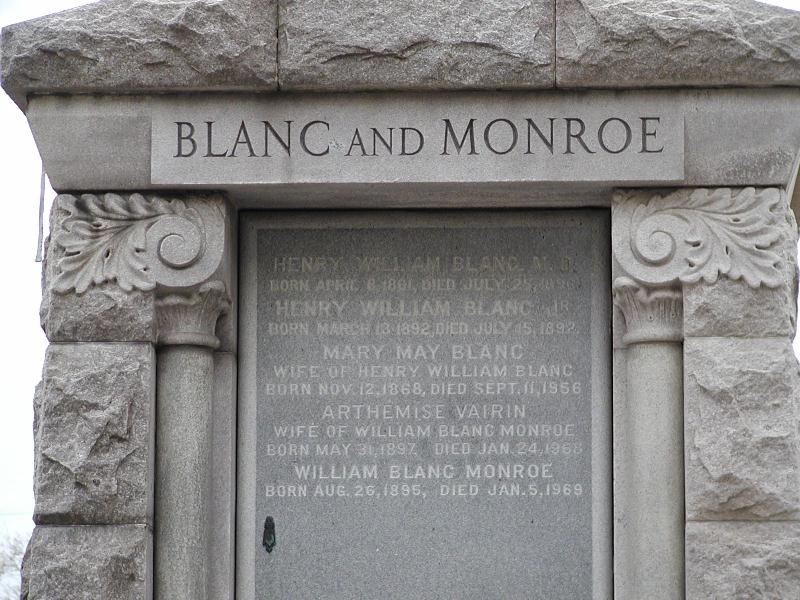 BLANC AND MONROE
HENRY WILLIAM BLANC, M. D.
BORN APRIL 6, 1861, DIED JULY 25,
HENRY WILLIAM BLANC JR.
BORN MARCH 13 1892, DIED JULY 15, 1892.
MARY MAY BLANC
WIFE OF HENRY WILLIAM BLANC
BORN NOV. 12, 1868, DIED SEPT. 11, 1956
ARTHEMISE VAIRIN
WIFE OF WILLIAM BLANC MONROE
BORN MAY 31, 1897, DIED JAN. 24, 1968
WILLIAM BLANC MONROE
BORN AUG. 26, 1895, DIED JAN. 5, 1969